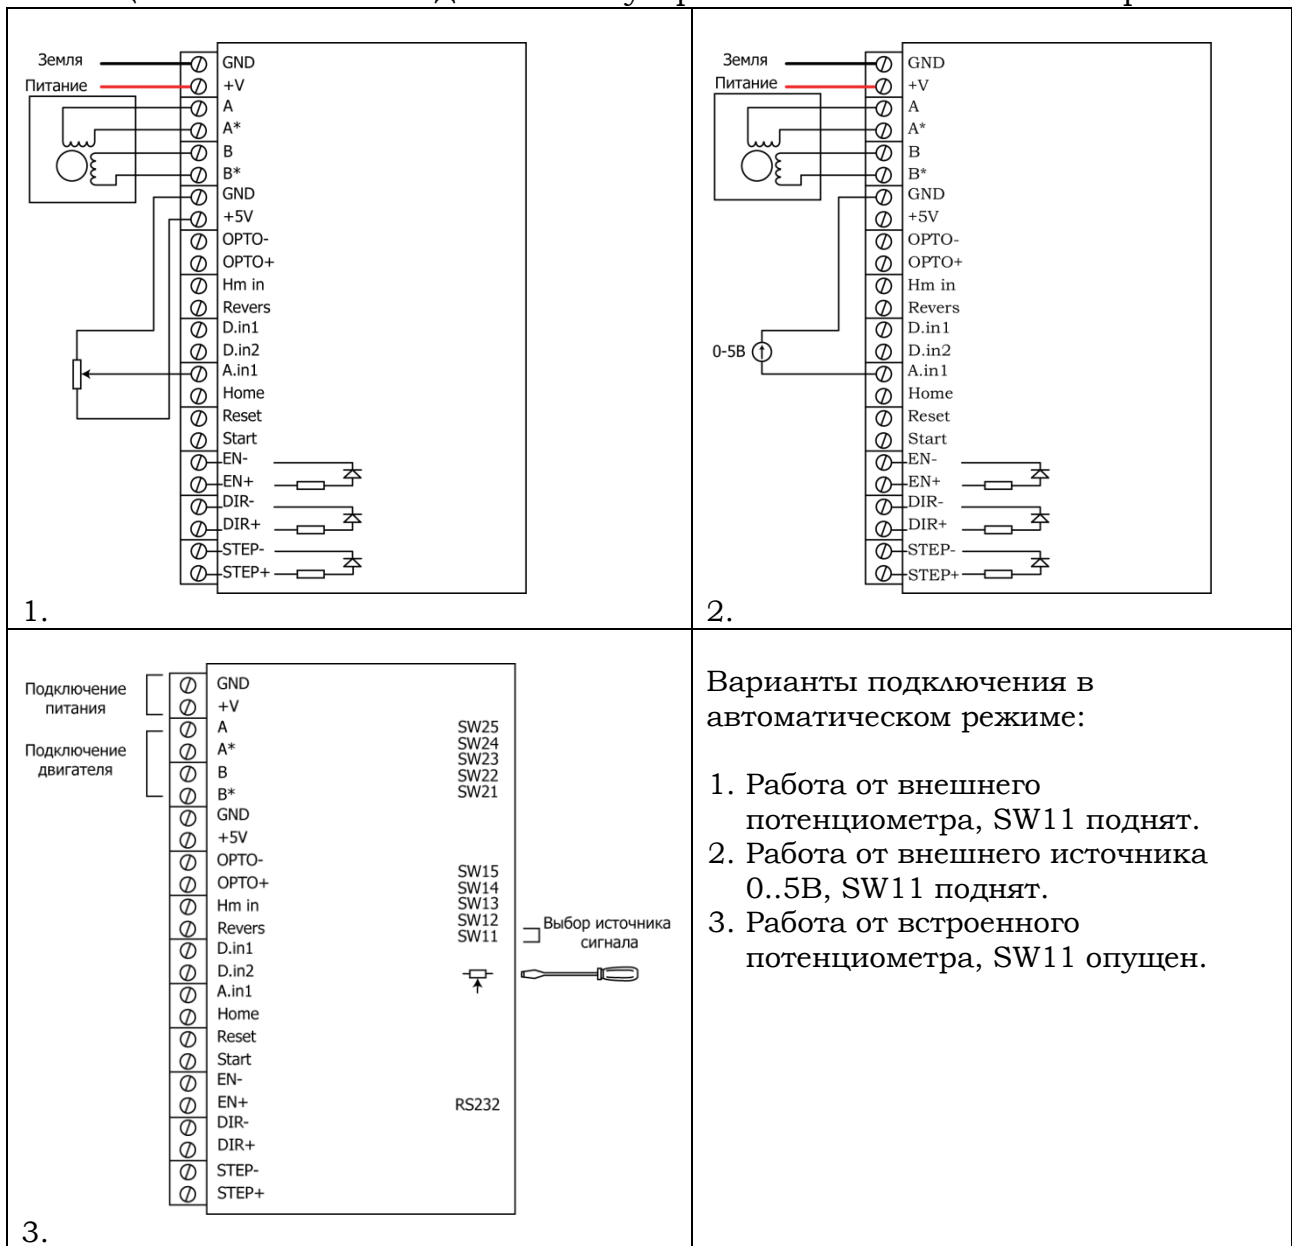 Земля
Питание
GND
+V
A
A*
B
B*
GND
+5V
OPTO-
OPTO+
Hm in
Revers
D.in1
D.in2
A.in1
Home
Reset
Start
EN-
EN+
DIR-
DIR+
STEP-
STEP+
1.
Земля
Питание
0-5В
GND
+V
A
A*
B
B*
GND
+5V
OPTO-
OPTO+
Hm in
Revers
D.in1
D.in2
A.in1
Home
Reset
Start
EN-
EN+
DIR-
DIR+
STEP-
STEP+
2.
Подключение
питания
Подключение
двигателя
GND
+V
A
A*
B
B*
GND
+5V
OPTO-
OPTO+
Hm in
Revers
D.in1
D.in2
A.in1
Home
Reset
Start
EN-
EN+
DIR-
DIR+
STEP-
STEP+
SW25
SW24
SW23
SW22
SW21
SW15
SW14
SW13
SW12
SW11
Выбор источника
сигнала
RS232
3.
Варианты подключения в
автоматическом режиме:
1. Работа от внешнего
потенциометра, SW11 поднят.
2. Работа от внешнего источника
0..5В, SW11 поднят.
3. Работа от встроенного
потенциометра, SW11 опущен.